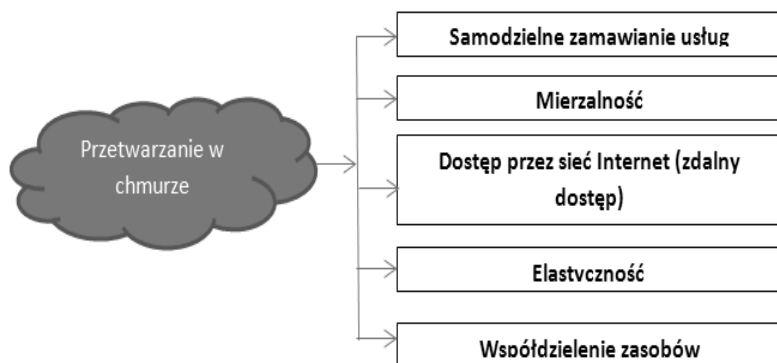 Samodzielne zamawianie usług
Mierzalność
Przetwarzanie w
chmurze
Dostęp przez sieć Internet (zdalny
dostęp)
Elastyczność
Współdzielenie zasobów